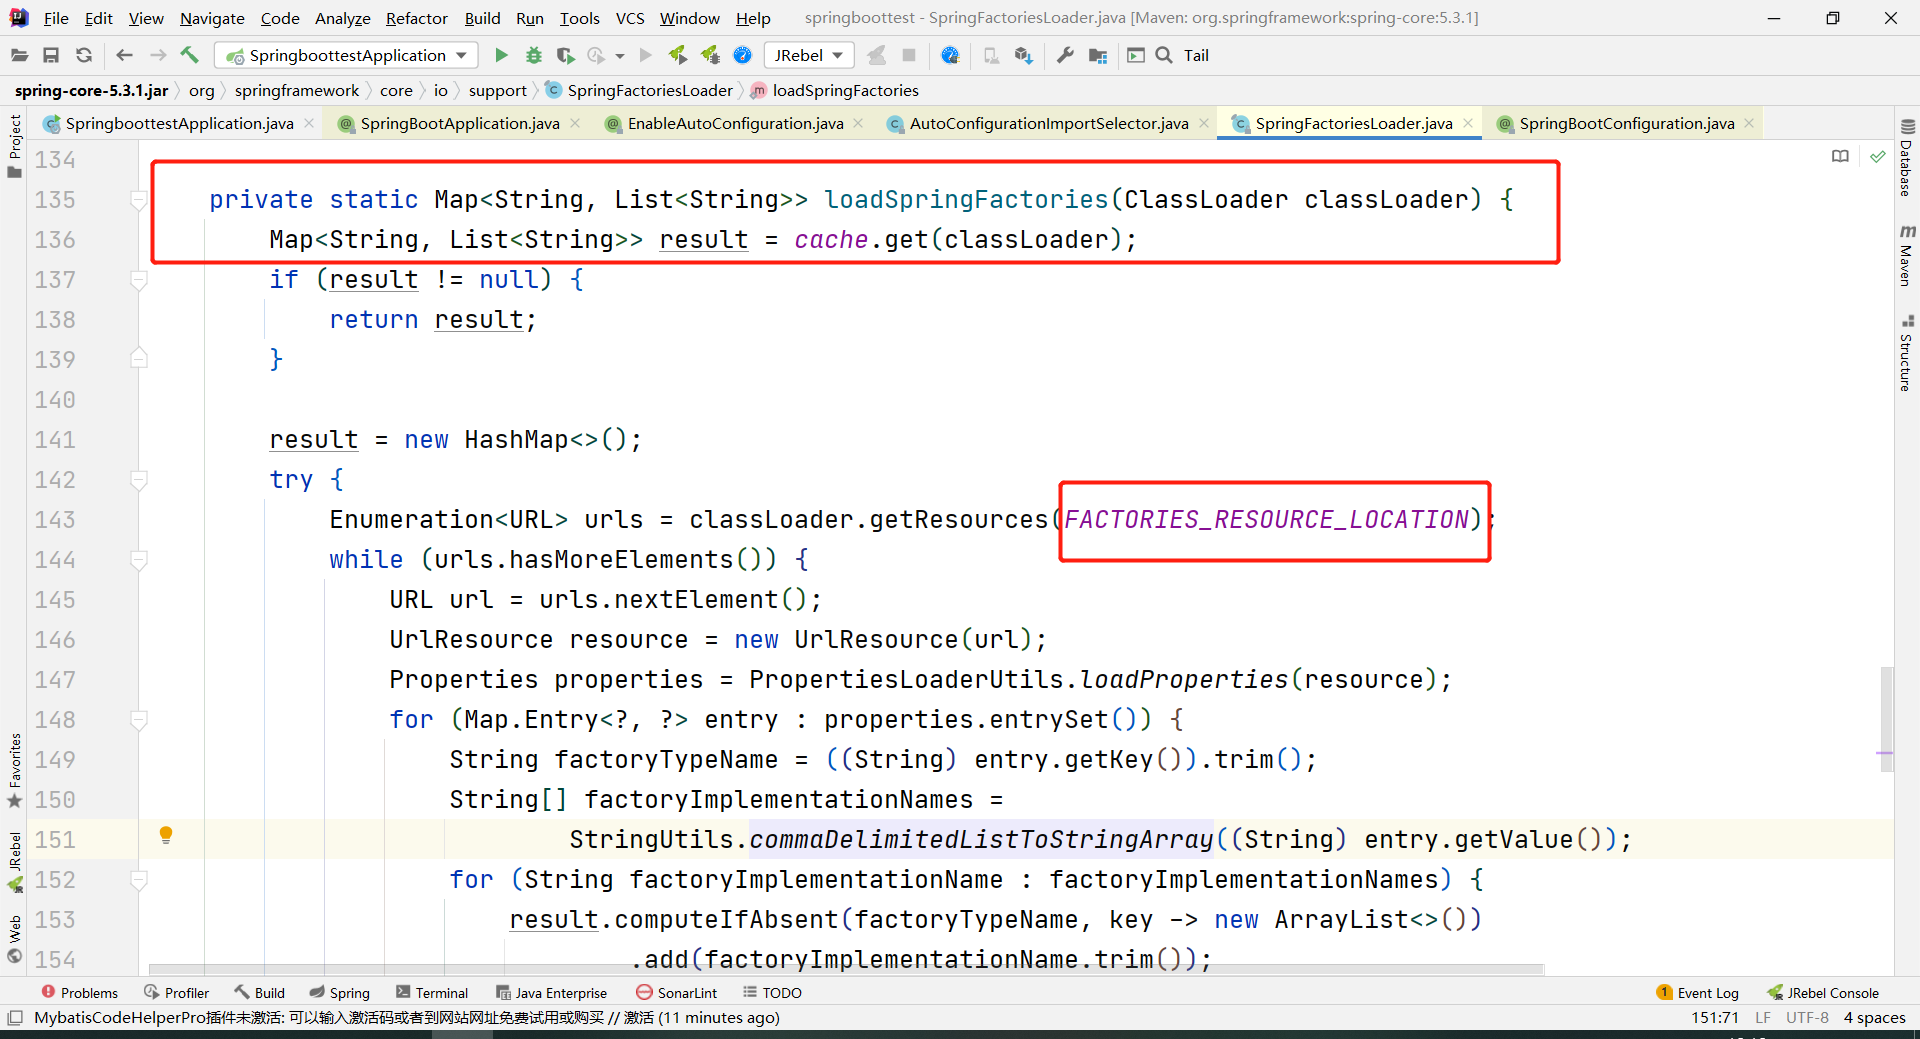 File Edit View Navigate Code Analyze Refactor Build Run Tools VCS Window Help springboottest - SpringFactoriesLoader.java [Maven: org.springframework:spring-core:5.3.1]
SpringboottestApplication JRebel Tail
spring-core-5.3.1.jar org springframework core io support SpringFactoriesLoader loadSpringFactories
SpringboottestApplication.java SpringBootApplication.java EnableAutoConfiguration.java AutoConfigurationImportSelector.java SpringFactoriesLoader.java SpringBootConfiguration.java
Project
Favorites
JRebel
Web
134
135 private static Map<String, List<String>> loadSpringFactories(ClassLoader classLoader) {
136 Map<String, List<String>> result = cache.get(classLoader);
137 if (result != null) {
138 return result;
139 }
140
141 result = new HashMap<>();
142 try {
143 Enumeration<URL> urls = classLoader.getResources(FACTORIES_RESOURCE_LOCATION);
144 while (urls.hasMoreElements()) {
145 URL url = urls.nextElement();
146 UrlResource resource = new UrlResource(url);
147 Properties properties = PropertiesLoaderUtils.loadProperties(resource);
148 for (Map.Entry<?, ?> entry : properties.entrySet()) {
149 String factoryTypeName = ((String) entry.getKey()).trim();
150 String[] factoryImplementationNames =
151 StringUtils.commaDelimitedListToStringArray((String) entry.getValue());
152 for (String factoryImplementationName : factoryImplementationNames) {
153 result.computeIfAbsent(factoryTypeName, key -> new ArrayList<>())
154 .add(factoryImplementationName.trim());
Database
Maven
Structure
Problems Profiler Build Spring Terminal Java Enterprise SonarLint TODO 1 Event Log JRebel Console
MybatisCodeHelperPro插件未激活: 可以输入激活码或者到网站网址免费试用或购买 // 激活 (11 minutes ago) 151:71 LF UTF-8 4 spaces